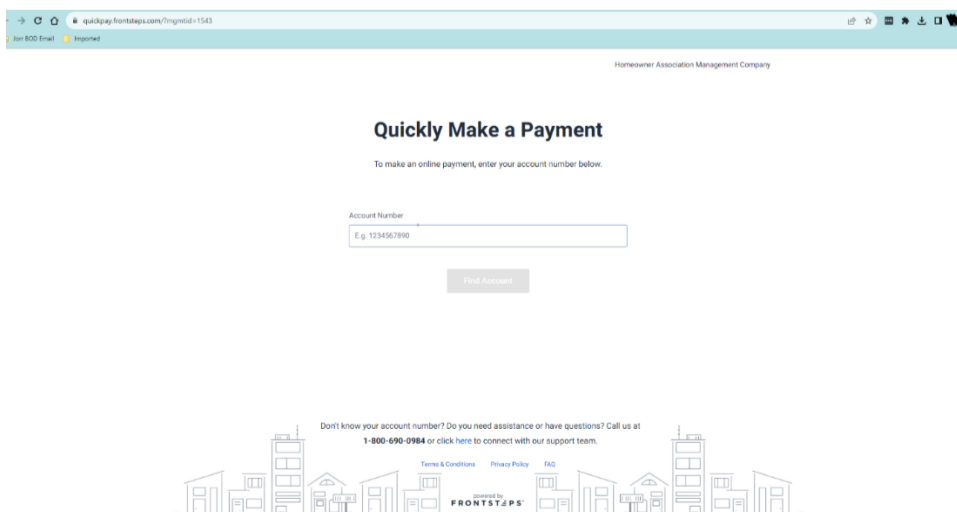 quickpay.frontsteps.com/?mgmtid=1543
Jorr BOD Email Imported
Homeowner Association Management Company
Quickly Make a Payment
To make an online payment, enter your account number below.
Account Number
E.g. 1234567890
Find Account
Don't know your account number? Do you need assistance or have questions? Call us at
1-800-690-0984 or click here to connect with our support team.
Terms & Conditions Privacy Policy FAQ
powered by
FRONTSTEPS